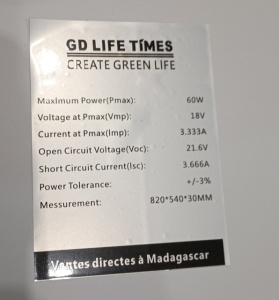 GD LIFE TÍMES
CREATE GREEN LIFE
Maximum Power(Pmax): 60W
Voltage at Pmax(Vmp): 18V
Current at Pmax(Imp): 3.333A
Open Circuit Voltage(Voc): 21.6V
Short Circuit Current(Isc): 3.666A
Power Tolerance: +/-3%
Messurement: 820*540*30MM
Ventes directes à Madagascar